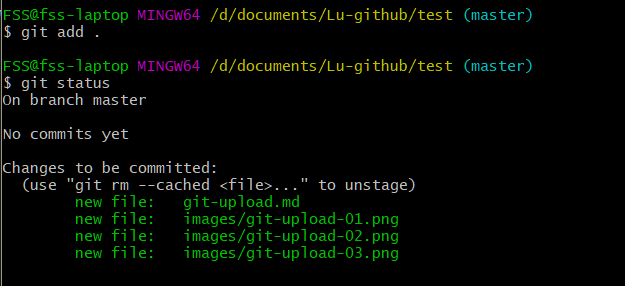 FSS@fss-laptop MINGW64 /d/documents/Lu-github/test (master)
$ git add .
FSS@fss-laptop MINGW64 /d/documents/Lu-github/test (master)
$ git status
On branch master
No commits yet
Changes to be committed:
(use "git rm --cached <file>..." to unstage)
new file:   git-upload.md
new file:   images/git-upload-01.png
new file:   images/git-upload-02.png
new file:   images/git-upload-03.png